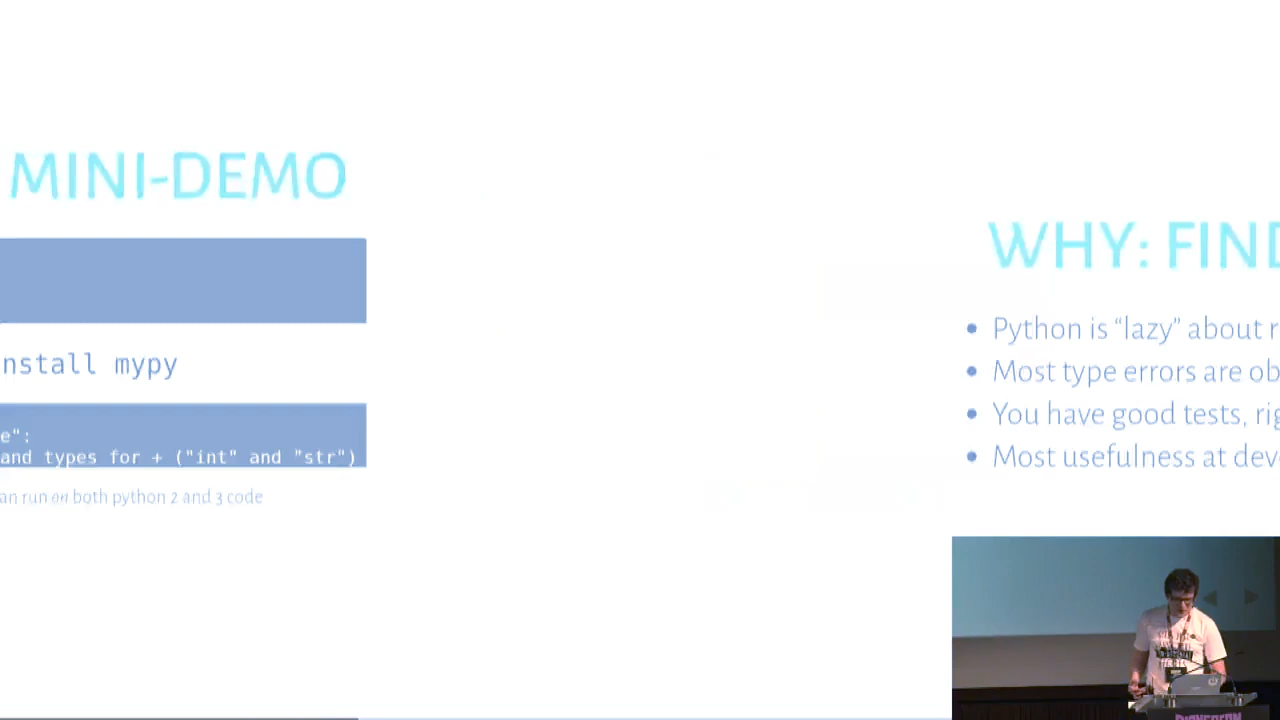 MINI-DEMO
nstall mypy
e":
and types for + ("int" and "str")
an run on both python 2 and 3 code
WHY: FIND
Python is “lazy” about r
Most type errors are ob
You have good tests, rig
Most usefulness at dev